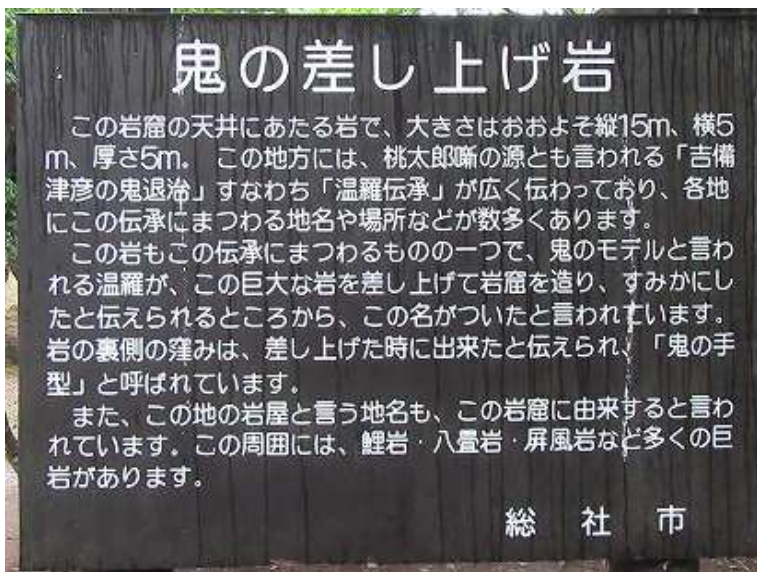 鬼の差し上げ岩
この岩窟の天井にあたる岩で、大きさはおおよそ縦15m、横5
m、厚さ5m。 この地方には、桃太郎噺の源とも言われる「吉備
津彦の鬼退治」すなわち「温羅伝承」が広く伝わっており、各地
にこの伝承にまつわる地名や場所などが数多くあります。
この岩もこの伝承にまつわるものの一つで、鬼のモデルと言わ
れる温羅が、この巨大な岩を差し上げて岩窟を造り、すみかにし
たと伝えられるところから、この名がついたと言われています。
岩の裏側の窪みは、差し上げた時に出来たと伝えられ、「鬼の手
型」と呼ばれています。
また、この地の岩屋と言う地名も、この岩窟に由来すると言わ
れています。この周囲には、鯉岩・八畳岩・屏風岩など多くの巨
岩があります。
総 社 市